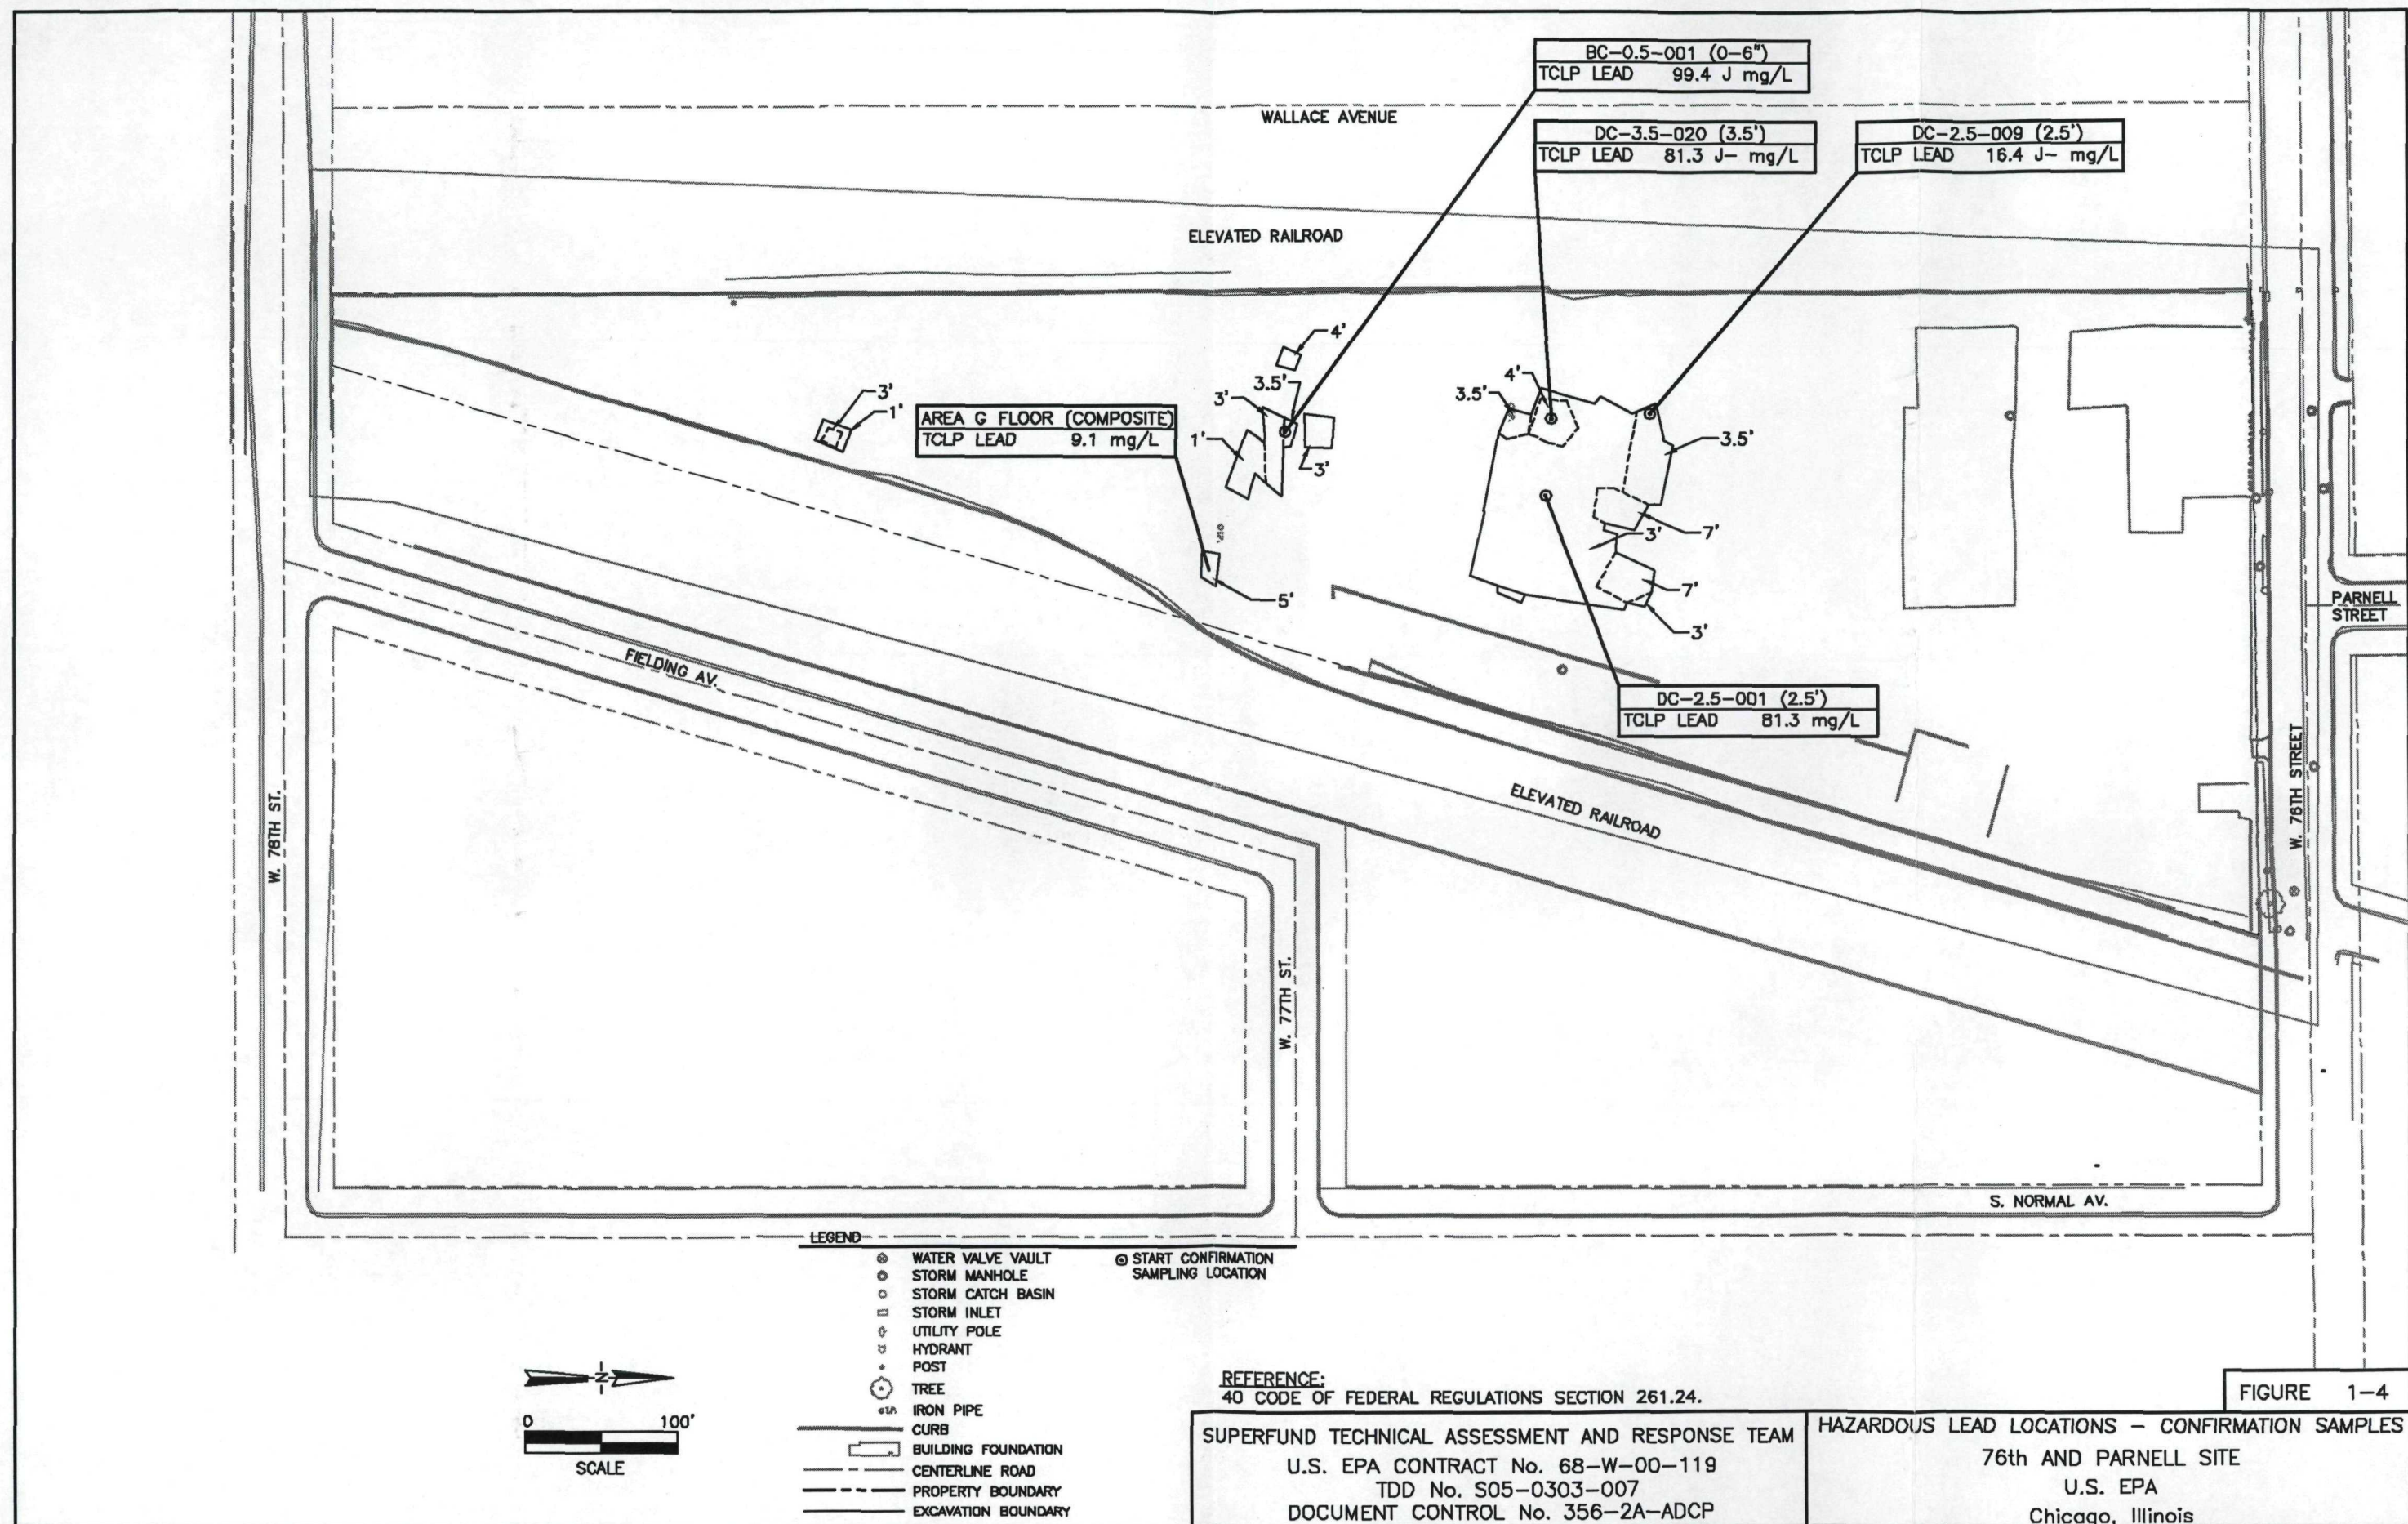 BC-0.5-001 (0-6")
TCLP LEAD 99.4 J mg/L
WALLACE AVENUE
DC-3.5-020 (3.5')
TCLP LEAD 81.3 J- mg/L
DC-2.5-009 (2.5')
TCLP LEAD 16.4 J- mg/L
ELEVATED RAILROAD
4'
3.5'
3'
1'
3'
3'
1'
AREA G FLOOR (COMPOSITE)
TCLP LEAD 9.1 mg/L
5'
4'
3.5'
3.5'
7'
3'
7'
3'
PARNELL
STREET
FIELDING AV.
DC-2.5-001 (2.5')
TCLP LEAD 81.3 mg/L
ELEVATED RAILROAD
W. 78TH ST.
W. 77TH ST.
W. 76TH STREET
S. NORMAL AV.
LEGEND
WATER VALVE VAULT
STORM MANHOLE
STORM CATCH BASIN
STORM INLET
UTILITY POLE
HYDRANT
POST
TREE
IRON PIPE
CURB
BUILDING FOUNDATION
CENTERLINE ROAD
PROPERTY BOUNDARY
EXCAVATION BOUNDARY
START CONFIRMATION
SAMPLING LOCATION
N
0 100'
SCALE
REFERENCE:
40 CODE OF FEDERAL REGULATIONS SECTION 261.24.
FIGURE 1-4
SUPERFUND TECHNICAL ASSESSMENT AND RESPONSE TEAM
U.S. EPA CONTRACT No. 68-W-00-119
TDD No. S05-0303-007
DOCUMENT CONTROL No. 356-2A-ADCP
HAZARDOUS LEAD LOCATIONS - CONFIRMATION SAMPLES
76th AND PARNELL SITE
U.S. EPA
Chicago, Illinois